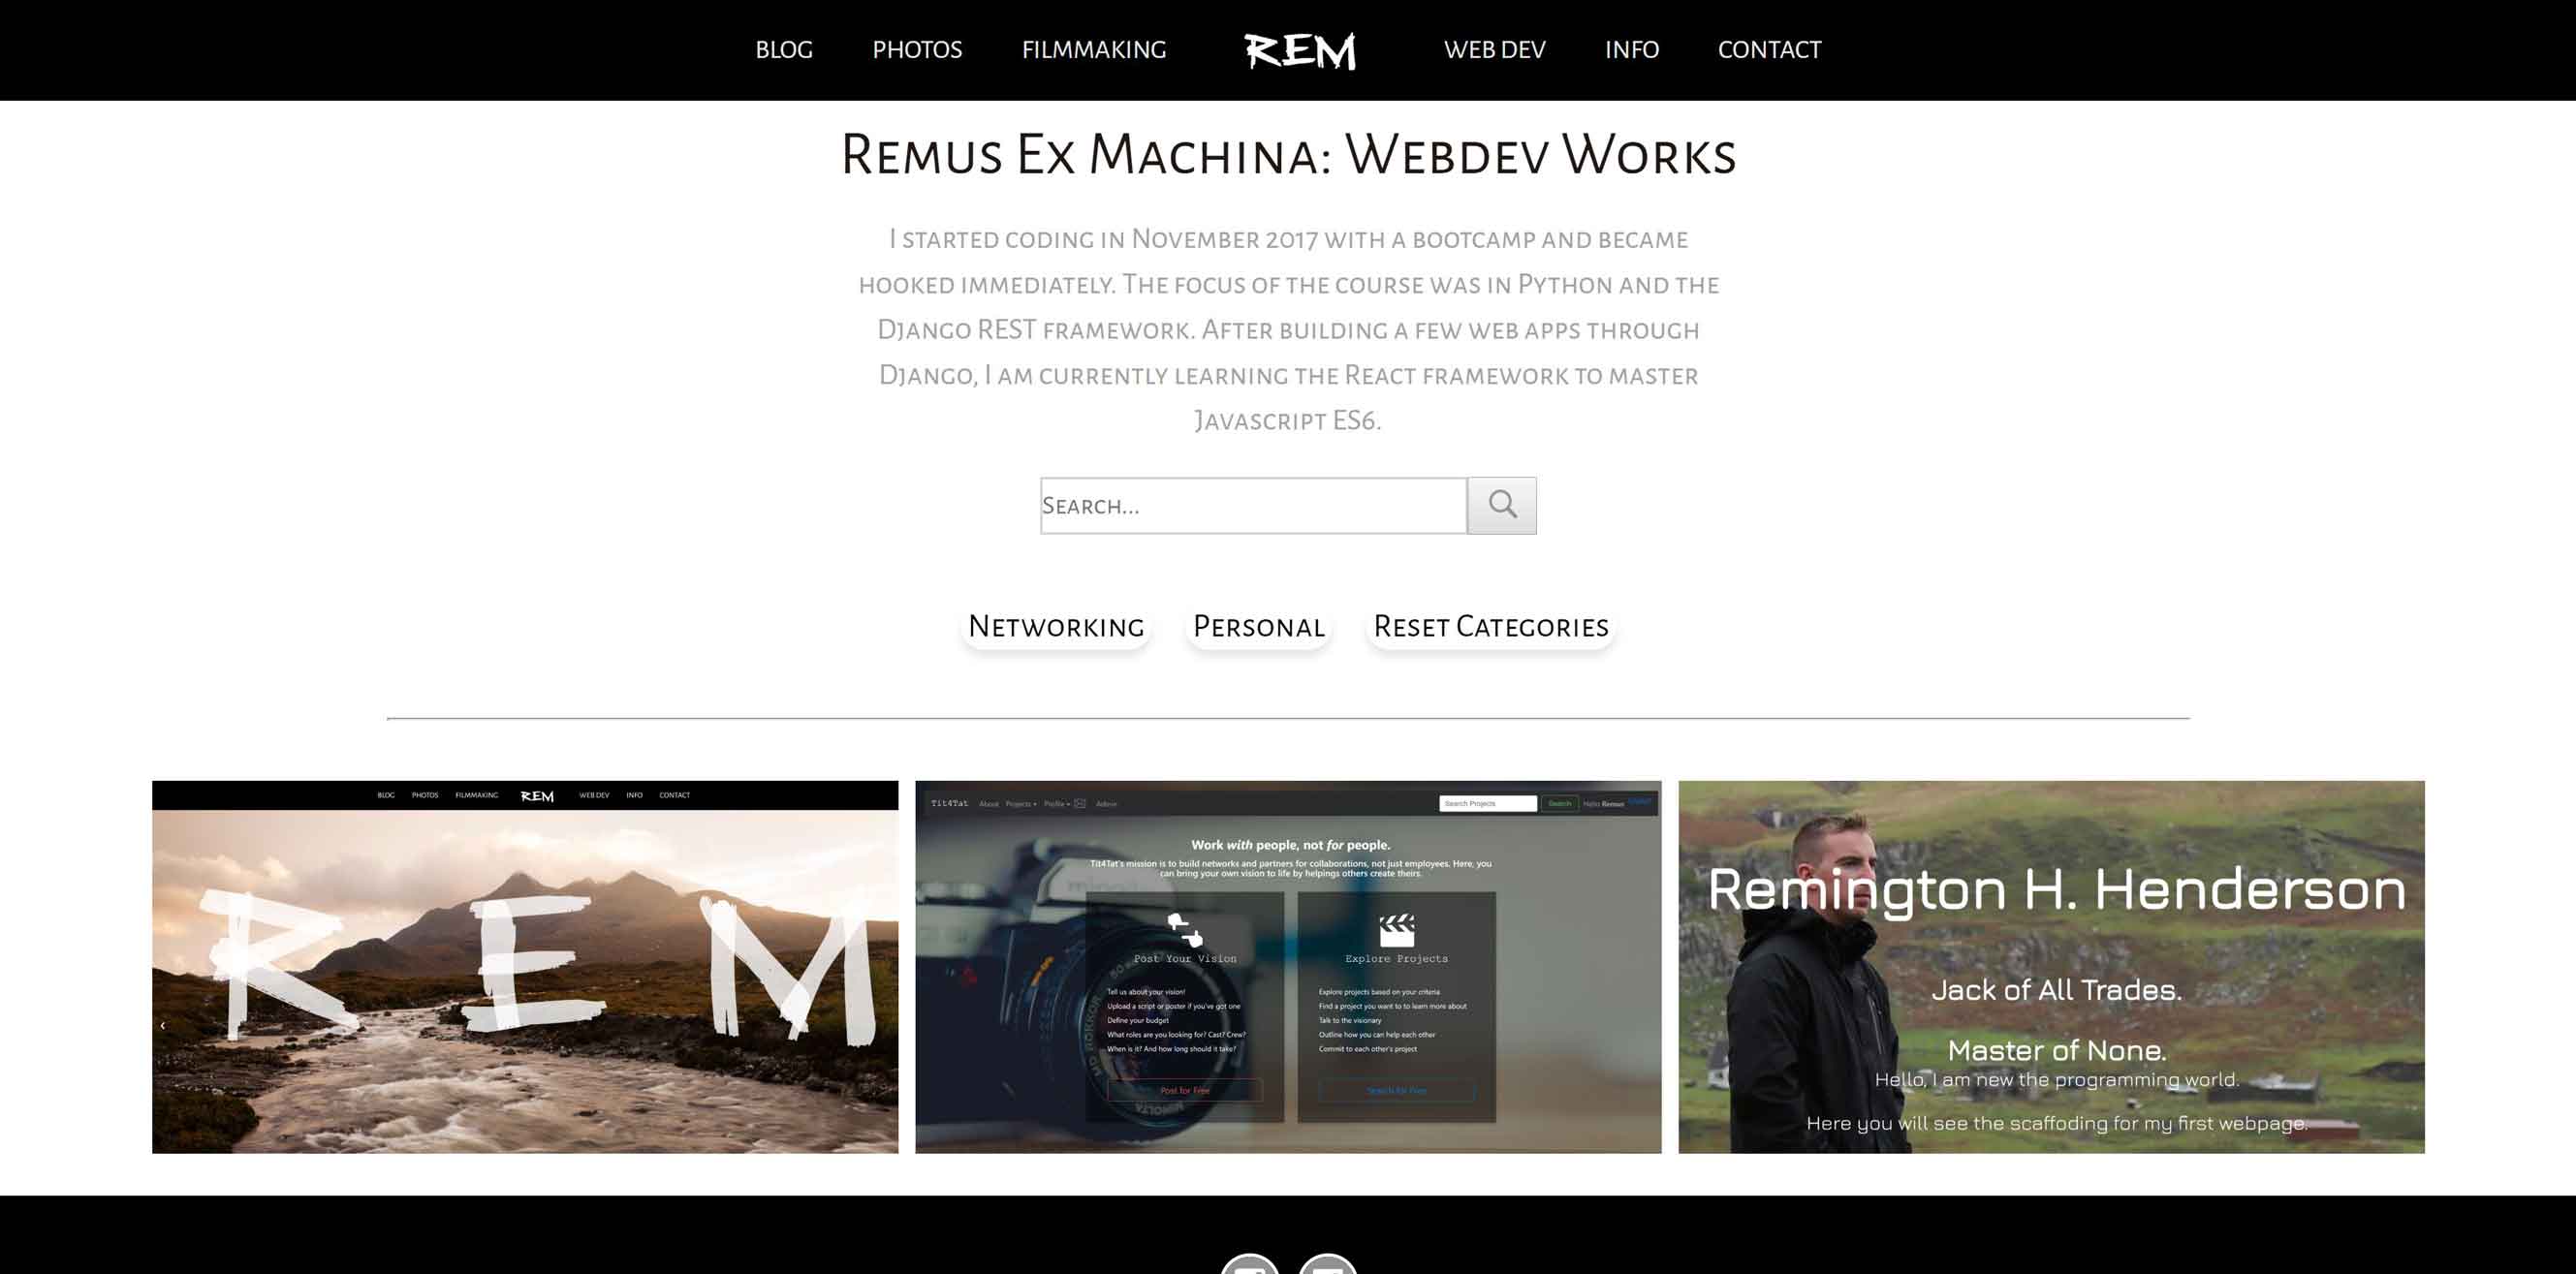 BLOG PHOTOS FILMMAKING REM WEB DEV INFO CONTACT
Remus Ex Machina: Webdev Works
I started coding in November 2017 with a bootcamp and became
hooked immediately. The focus of the course was in Python and the
Django REST framework. After building a few web apps through
Django, I am currently learning the React framework to master
Javascript ES6.
Search...
Networking Personal Reset Categories
BLOG PHOTOS FILMMAKING REM WEB DEV INFO CONTACT
REM
Tit4Tat About Projects Profile Admin Search Projects Search Hello Remus
Work with people, not for people.
Tit4Tat's mission is to build networks and partners for collaborations, not just employees. Here, you
can bring your own vision to life by helpings others create theirs.
Post Your Vision
Tell us about your vision!
Upload a script or poster if you've got one
Define your budget
What roles are you looking for? Cast? Crew?
When is it? And how long should it take?
Post for Free
Explore Projects
Explore projects based on your criteria
Find a project you want to to learn more about
Talk to the visionary
Outline how you can help each other
Commit to each other's project
Search for Free
Remington H. Henderson
Jack of All Trades.
Master of None.
Hello, I am new the programming world.
Here you will see the scaffoding for my first webpage.